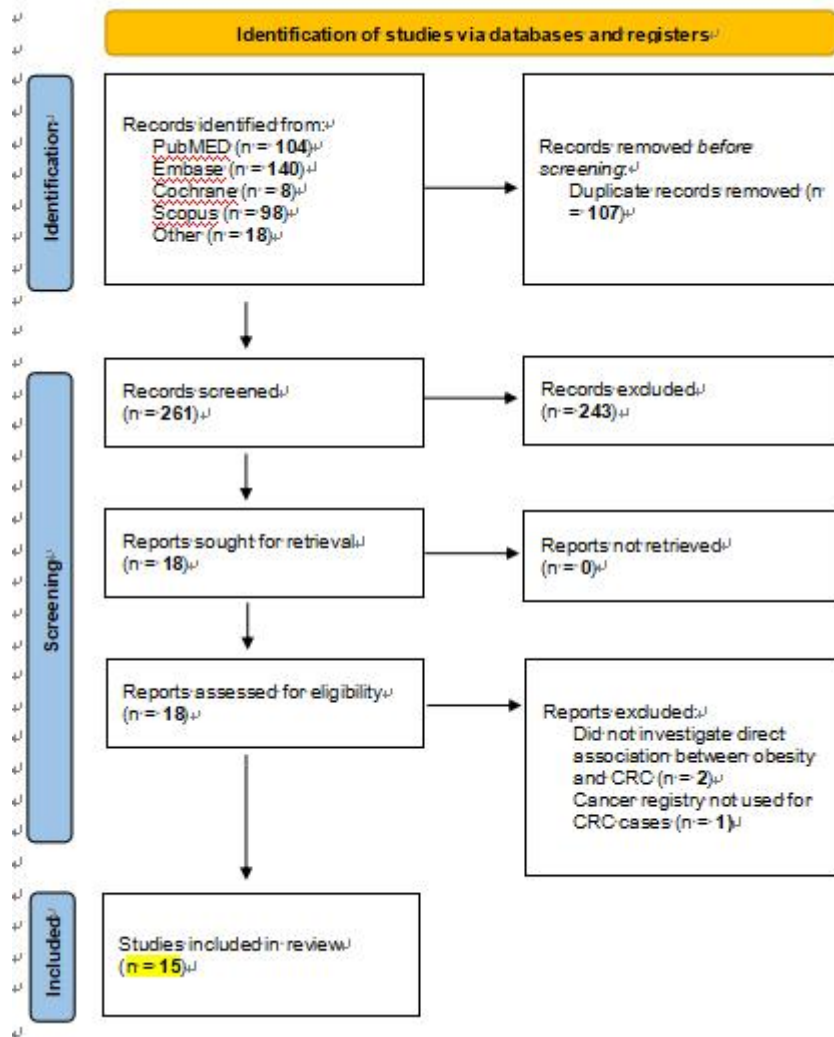 Identification of studies via databases and registers
Identification
Records identified from:
PubMED (n = 104)
Embase (n = 140)
Cochrane (n = 8)
Scopus (n = 98)
Other (n = 18)
Records removed before
screening:
Duplicate records removed (n
= 107)
Screening
Records screened
(n = 261)
Records excluded
(n = 243)
Reports sought for retrieval
(n = 18)
Reports not retrieved
(n = 0)
Reports assessed for eligibility
(n = 18)
Reports excluded:
Did not investigate direct
association between obesity
and CRC (n = 2)
Cancer registry not used for
CRC cases (n = 1)
Included
Studies included in review
(n = 15)